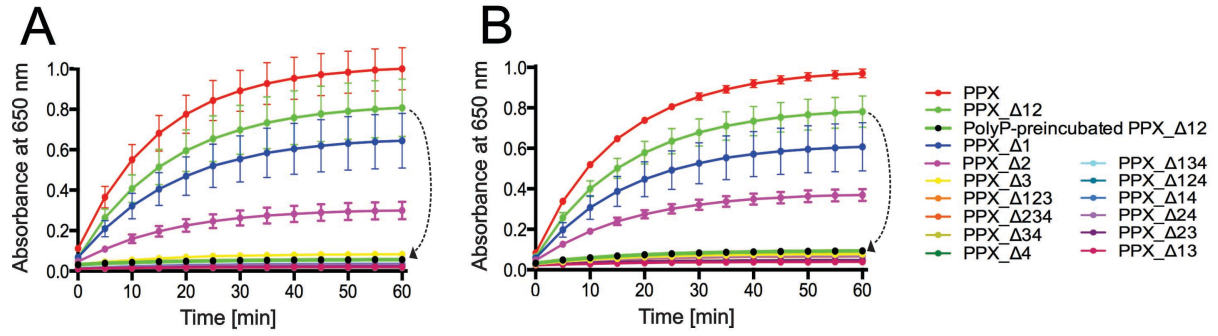 A
Absorbance at 650 nm
1.0
0.8
0.6
0.4
0.2
0.0
0 10 20 30 40 50 60
Time [min]
B
Absorbance at 650 nm
1.0
0.8
0.6
0.4
0.2
0.0
0 10 20 30 40 50 60
Time [min]
PPX
PPX_Δ12
PolyP-preincubated PPX_Δ12
PPX_Δ1
PPX_Δ2
PPX_Δ3
PPX_Δ123
PPX_Δ234
PPX_Δ34
PPX_Δ4
PPX_Δ134
PPX_Δ124
PPX_Δ14
PPX_Δ24
PPX_Δ23
PPX_Δ13